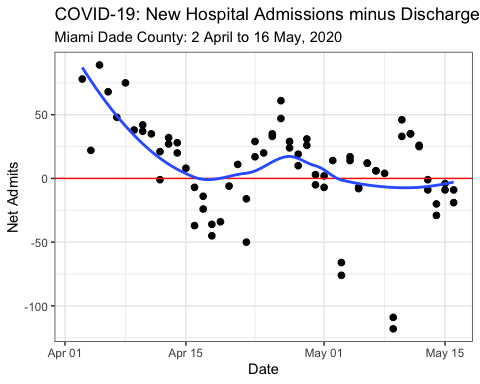 COVID-19: New Hospital Admissions minus Discharge
Miami Dade County: 2 April to 16 May, 2020
Net Admits
50
0
-50
-100
Apr 01
Apr 15
May 01
May 15
Date